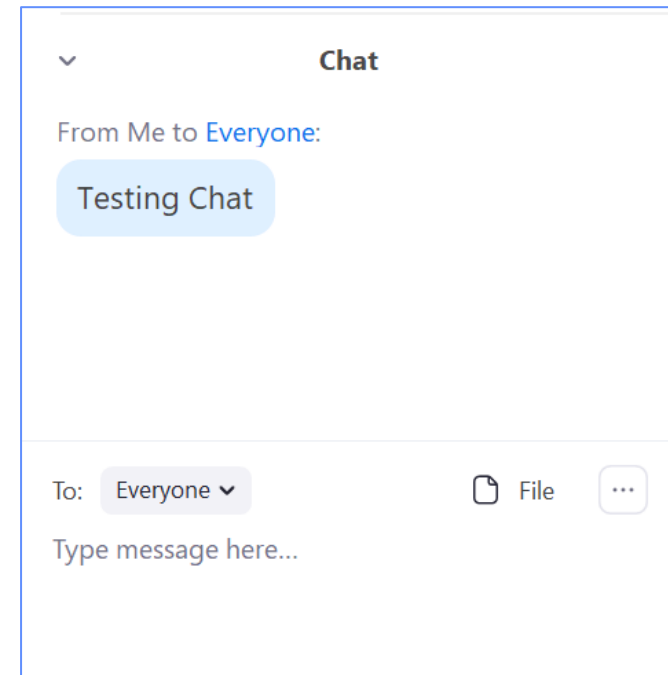 Chat
From Me to Everyone:
Testing Chat
To: Everyone File ...
Type message here...